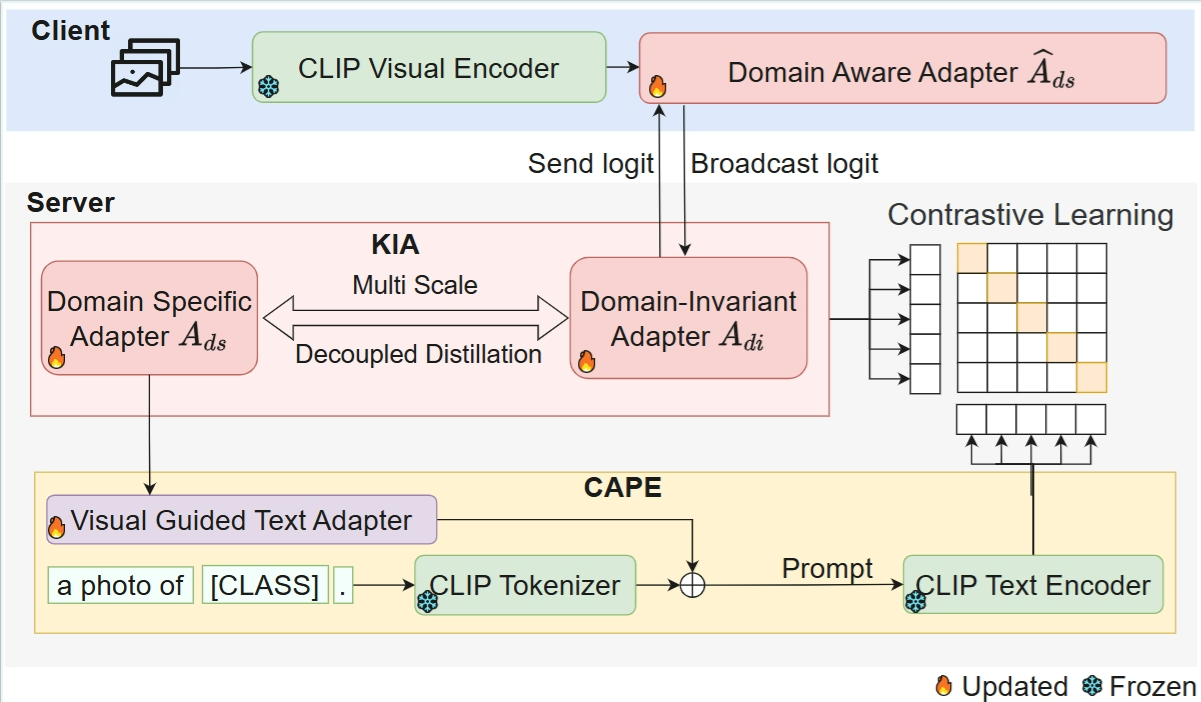 Client
CLIP Visual Encoder
Domain Aware Adapter $\widehat{A}_{ds}$
Send logit
Broadcast logit
Server
KIA
Contrastive Learning
Domain Specific
Adapter $A_{ds}$
Multi Scale
Decoupled Distillation
Domain-Invariant
Adapter $A_{di}$
CAPE
Visual Guided Text Adapter
a photo of [CLASS] .
CLIP Tokenizer
Prompt
CLIP Text Encoder
Updated Frozen